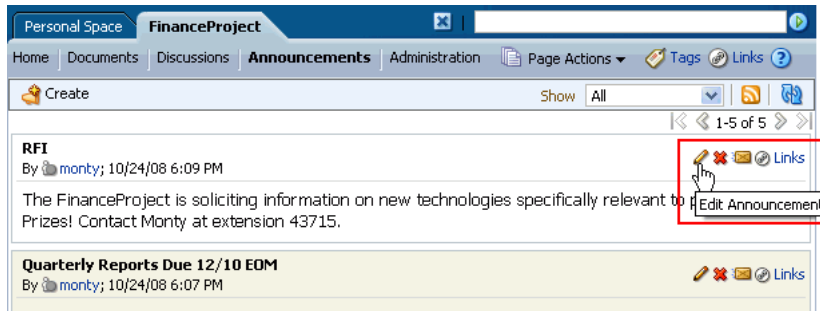 Personal Space FinanceProject
Home Documents Discussions Announcements Administration Page Actions Tags Links ?
Create Show All
1-5 of 5
RFI
By monty; 10/24/08 6:09 PM Links
The FinanceProject is soliciting information on new technologies specifically relevant to
Edit Announcement
Prizes! Contact Monty at extension 43715.
Quarterly Reports Due 12/10 EOM
By monty; 10/24/08 6:07 PM Links